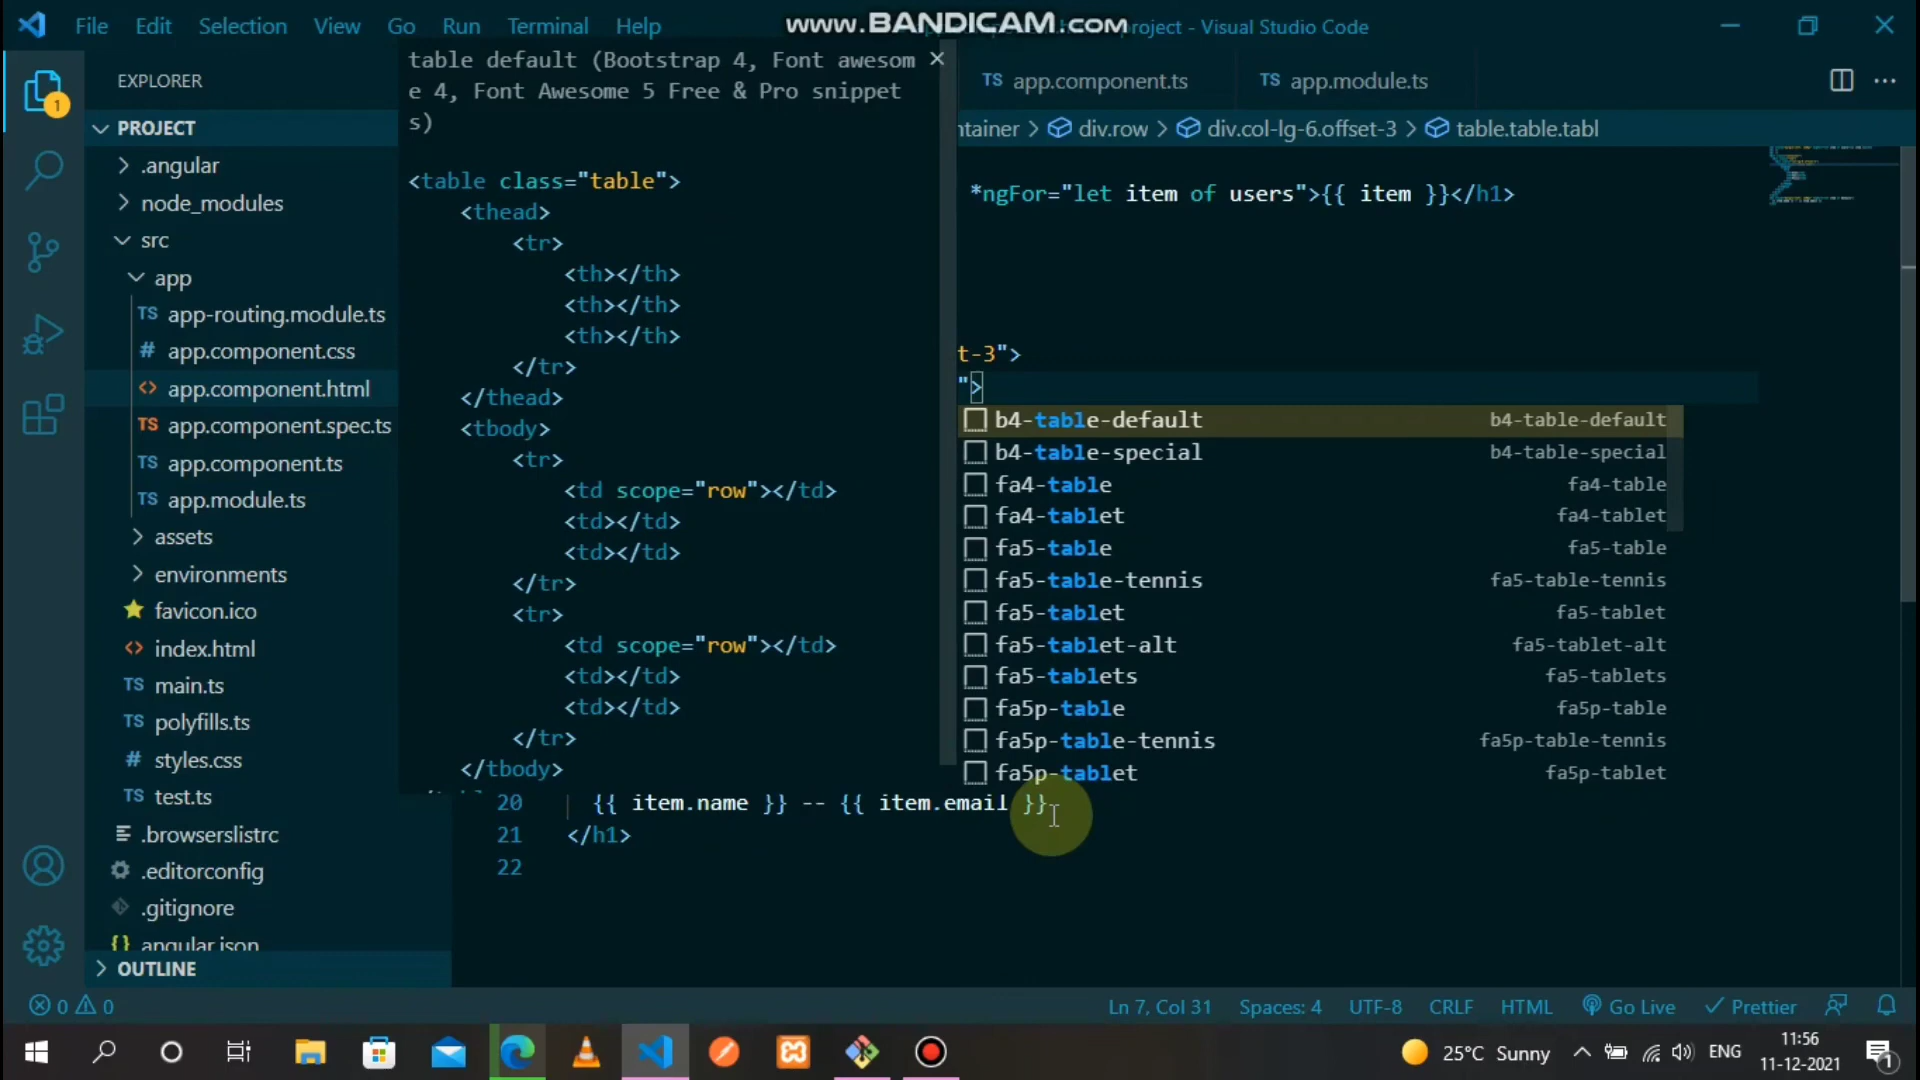 File Edit Selection View Go Run Terminal Help
www.BANDICAM.com
project - Visual Studio Code
EXPLORER
PROJECT
.angular
node_modules
src
app
app-routing.module.ts
app.component.css
app.component.html
app.component.spec.ts
app.component.ts
app.module.ts
assets
environments
favicon.ico
index.html
main.ts
polyfills.ts
styles.css
test.ts
.browserslistrc
.editorconfig
.gitignore
angular.json
OUTLINE
table default (Bootstrap 4, Font awesom
e 4, Font Awesome 5 Free & Pro snippet
s)
<table class="table">
<thead>
<tr>
<th></th>
<th></th>
<th></th>
</tr>
</thead>
<tbody>
<tr>
<td scope="row"></td>
<td></td>
<td></td>
</tr>
<tr>
<td scope="row"></td>
<td></td>
<td></td>
</tr>
</tbody>
TS app.component.ts TS app.module.ts
ntainer > div.row > div.col-lg-6.offset-3 > table.table.tabl
*ngFor="let item of users">{{ item }}</h1>
t-3">
">
b4-table-default b4-table-default
b4-table-special b4-table-special
fa4-table fa4-table
fa4-tablet fa4-tablet
fa5-table fa5-table
fa5-table-tennis fa5-table-tennis
fa5-tablet fa5-tablet
fa5-tablet-alt fa5-tablet-alt
fa5-tablets fa5-tablets
fa5p-table fa5p-table
fa5p-table-tennis fa5p-table-tennis
fa5p-tablet fa5p-tablet
20 {{ item.name }} -- {{ item.email }}
21 </h1>
22
0 0 Ln 7, Col 31 Spaces: 4 UTF-8 CRLF HTML Go Live Prettier
25°C Sunny ENG 11:56
11-12-2021